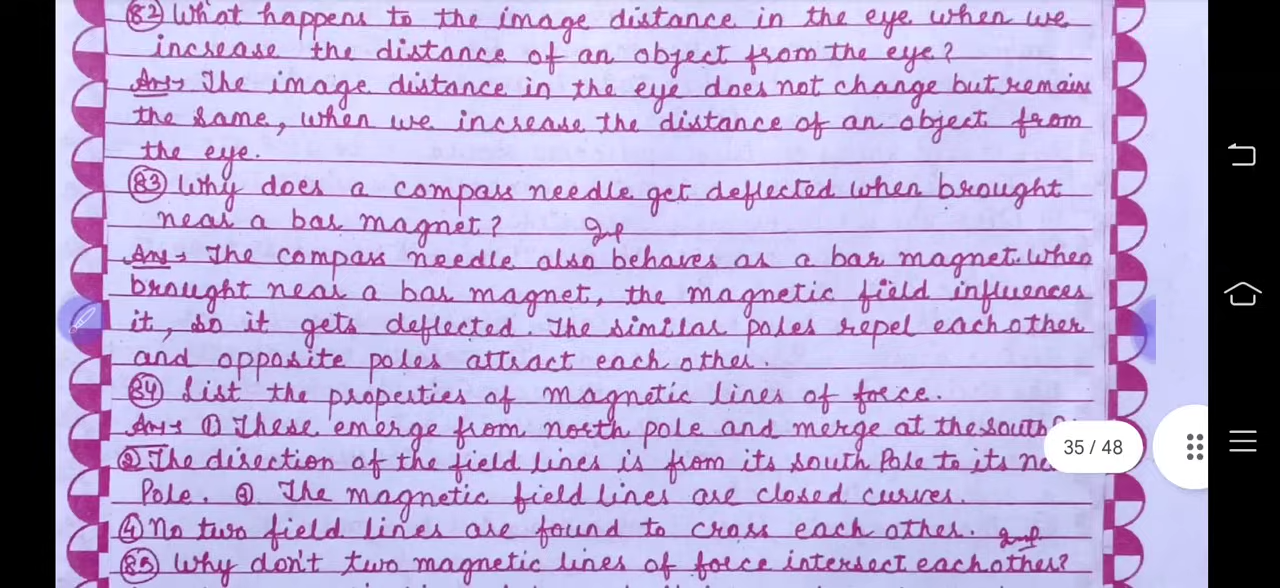 82 What happens to the image distance in the eye when we
increase the distance of an object from the eye?
Ans→ The image distance in the eye does not change but remains
the same, when we increase the distance of an object from
the eye.
83 Why does a compass needle get deflected when brought
near a bar magnet? Imp
Ans→ The compass needle also behaves as a bar magnet. When
brought near a bar magnet, the magnetic field influences
it, so it gets deflected. The similar poles repel eachother
and opposite poles attract each other.
84 List the properties of magnetic lines of force.
Ans→ ① These emerge from north pole and merge at the south
② The direction of the field lines is from its south Pole to its
35 / 48
Pole. ③ The magnetic field lines are closed curves.
④ No two field lines are found to cross each other. Imp
85 Why don't two magnetic lines of force intersect eachother?